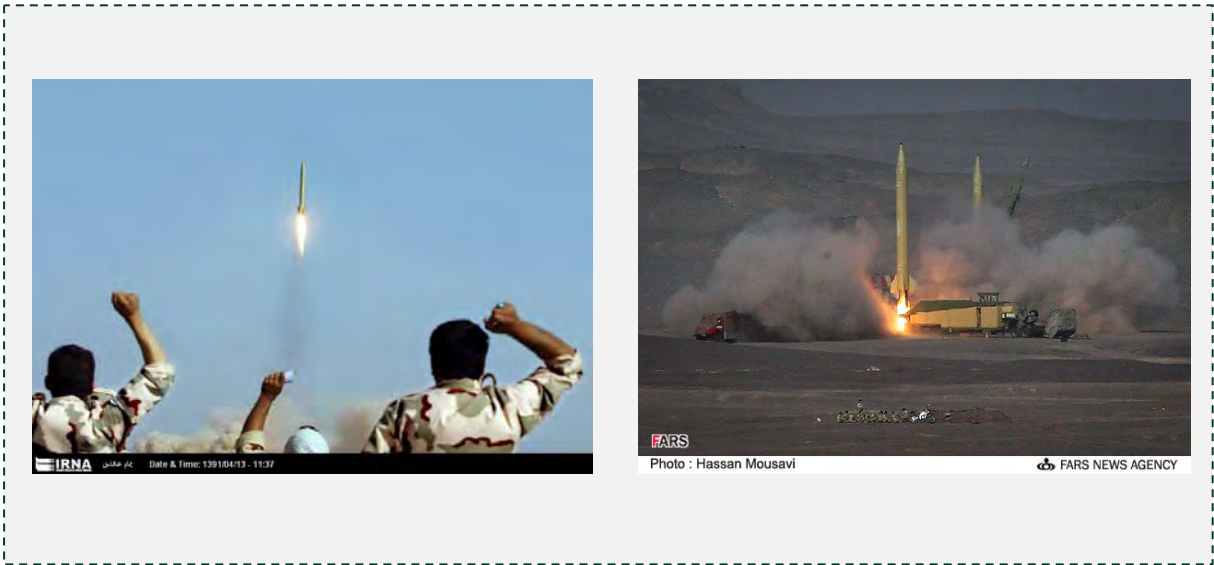 IRNA
Date & Time: 1391/04/13 - 11:37
FARS
Photo : Hassan Mousavi
FARS NEWS AGENCY